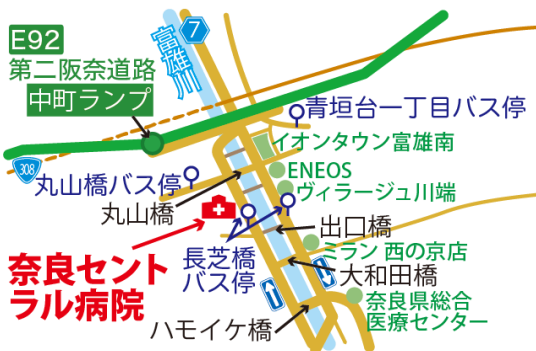 E92
第二阪奈道路
中町ランプ
7
富雄川
308
青垣台一丁目バス停
イオンタウン富雄南
ENEOS
ヴィラージュ川端
丸山橋バス停
丸山橋
出口橋
長芝橋
バス停
ミラン 西の京店
大和田橋
奈良セント
ラル病院
奈良県総合
医療センター
ハモイケ橋